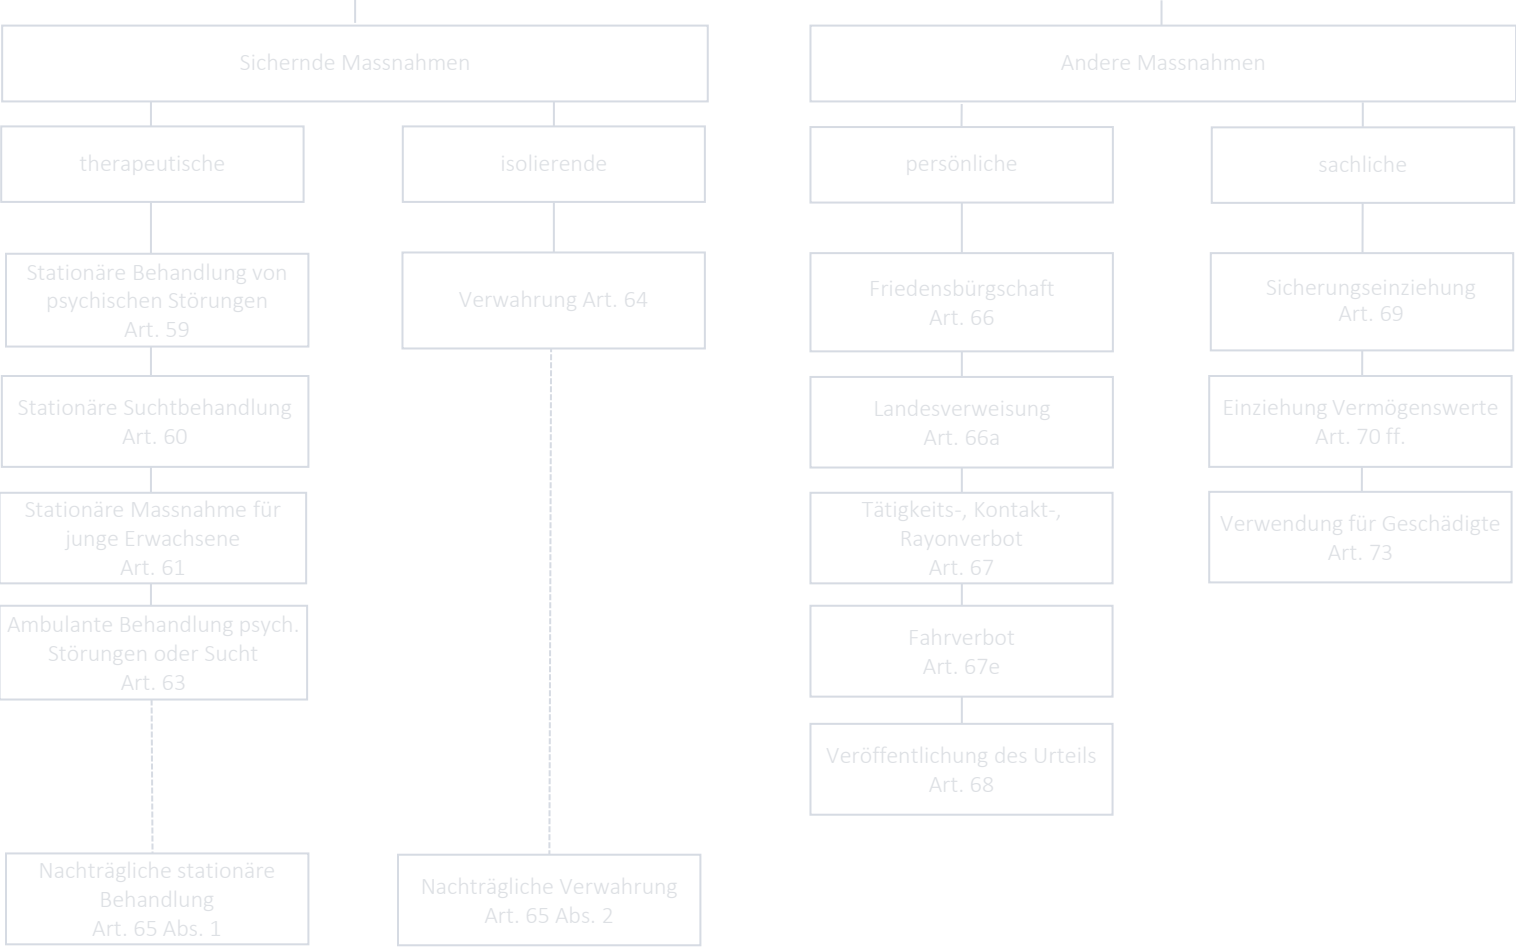 Sichernde Massnahmen
Andere Massnahmen
therapeutische
isolierende
persönliche
sachliche
Stationäre Behandlung von
psychischen Störungen
Art. 59
Verwahrung Art. 64
Friedensbürgschaft
Art. 66
Sicherungseinziehung
Art. 69
Stationäre Suchtbehandlung
Art. 60
Landesverweisung
Art. 66a
Einziehung Vermögenswerte
Art. 70 ff.
Stationäre Massnahme für
junge Erwachsene
Art. 61
Tätigkeits-, Kontakt-,
Rayonverbot
Art. 67
Verwendung für Geschädigte
Art. 73
Ambulante Behandlung psych.
Störungen oder Sucht
Art. 63
Fahrverbot
Art. 67e
Veröffentlichung des Urteils
Art. 68
Nachträgliche stationäre
Behandlung
Art. 65 Abs. 1
Nachträgliche Verwahrung
Art. 65 Abs. 2